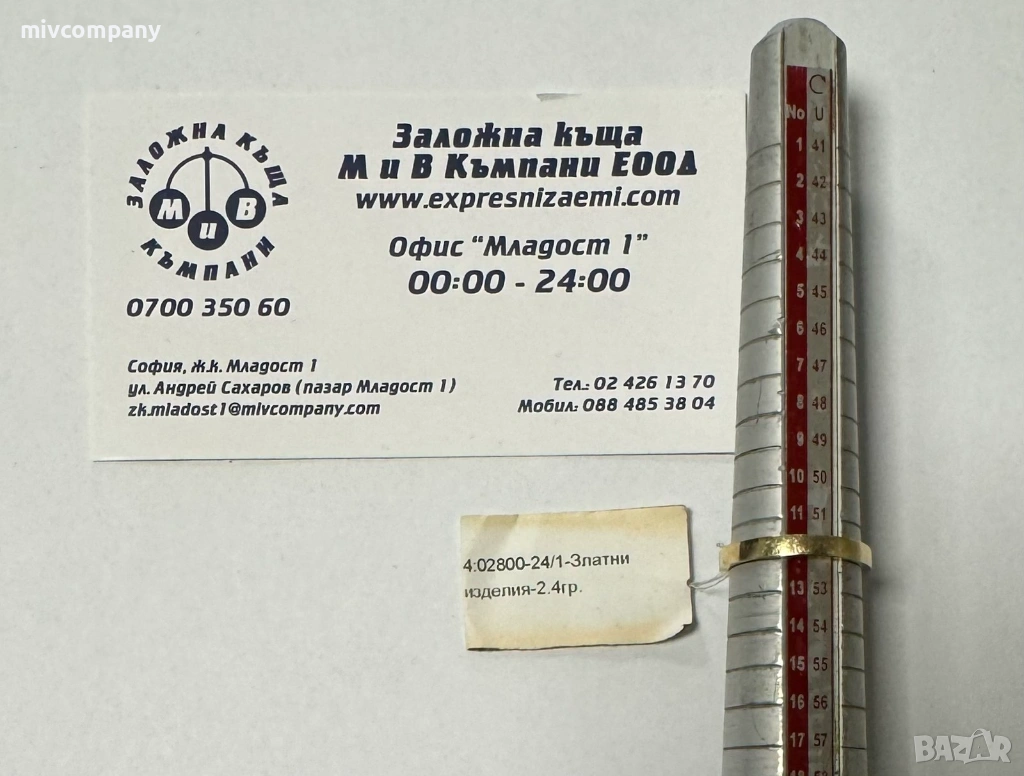 mivcompany
ЗАЛОЖНА КЪЩА
М и В
КЪМПАНИ
0700 350 60
Заложна къща
М и В Къмпани ЕООД
www.expresnizaemi.com
Офис "Младост 1"
00:00 - 24:00
София, ж.к. Младост 1
ул. Андрей Сахаров (пазар Младост 1)
zk.mladost1@mivcompany.com
Тел.: 02 426 13 70
Мобил: 088 485 38 04
4:02800-24/1-Златни
изделия-2.4гр.
No
1 41
2 42
3 43
4 44
5 45
6 46
7 47
8 48
9 49
10 50
11 51
13 53
14 54
15 55
16 56
17 57
BAZAR